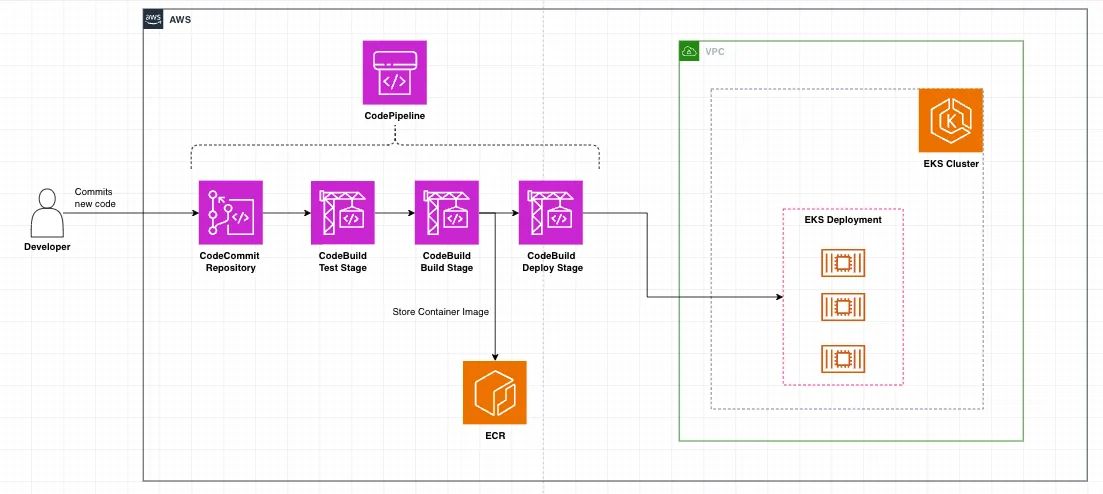 aws
AWS
VPC
CodePipeline
EKS Cluster
Commits
new code
Developer
CodeCommit
Repository
CodeBuild
Test Stage
CodeBuild
Build Stage
CodeBuild
Deploy Stage
EKS Deployment
Store Container Image
ECR